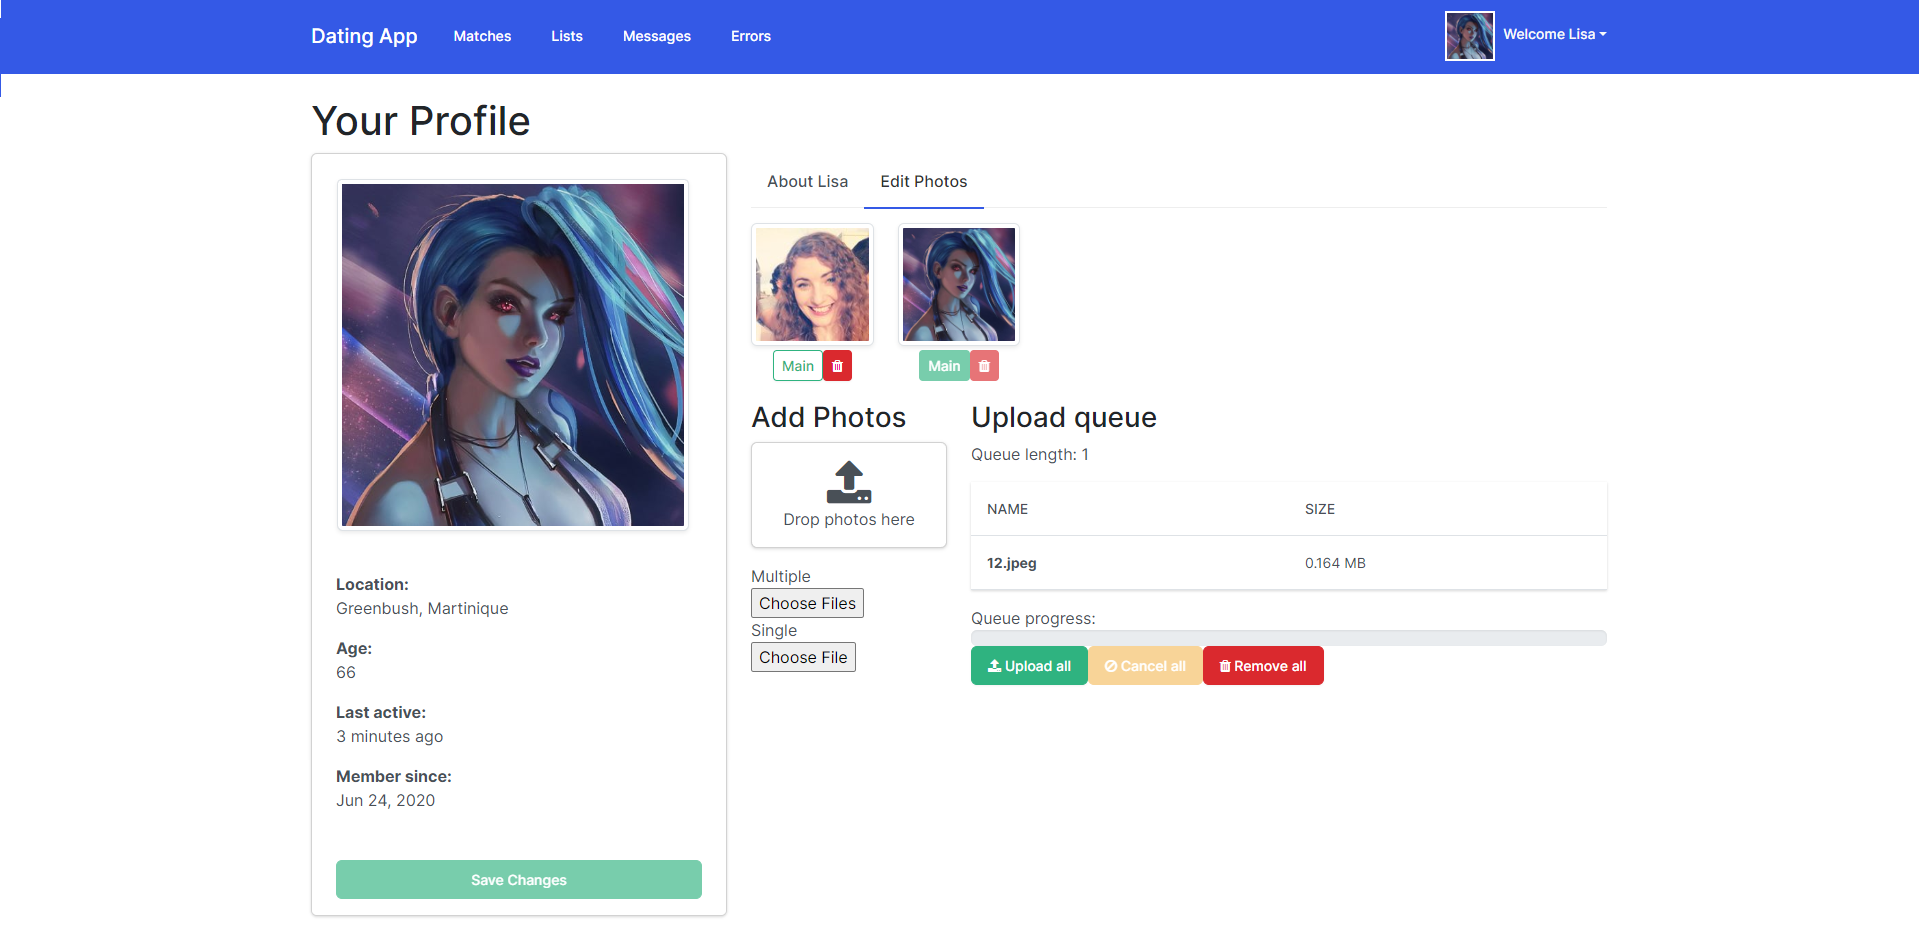 Dating App
Matches
Lists
Messages
Errors
Welcome Lisa
Your Profile
Location:
Greenbush, Martinique
Age:
66
Last active:
3 minutes ago
Member since:
Jun 24, 2020
Save Changes
About Lisa
Edit Photos
Main
Main
Add Photos
Drop photos here
Multiple
Choose Files
Single
Choose File
Upload queue
Queue length: 1
NAME SIZE
12.jpeg 0.164 MB
Queue progress:
Upload all
Cancel all
Remove all